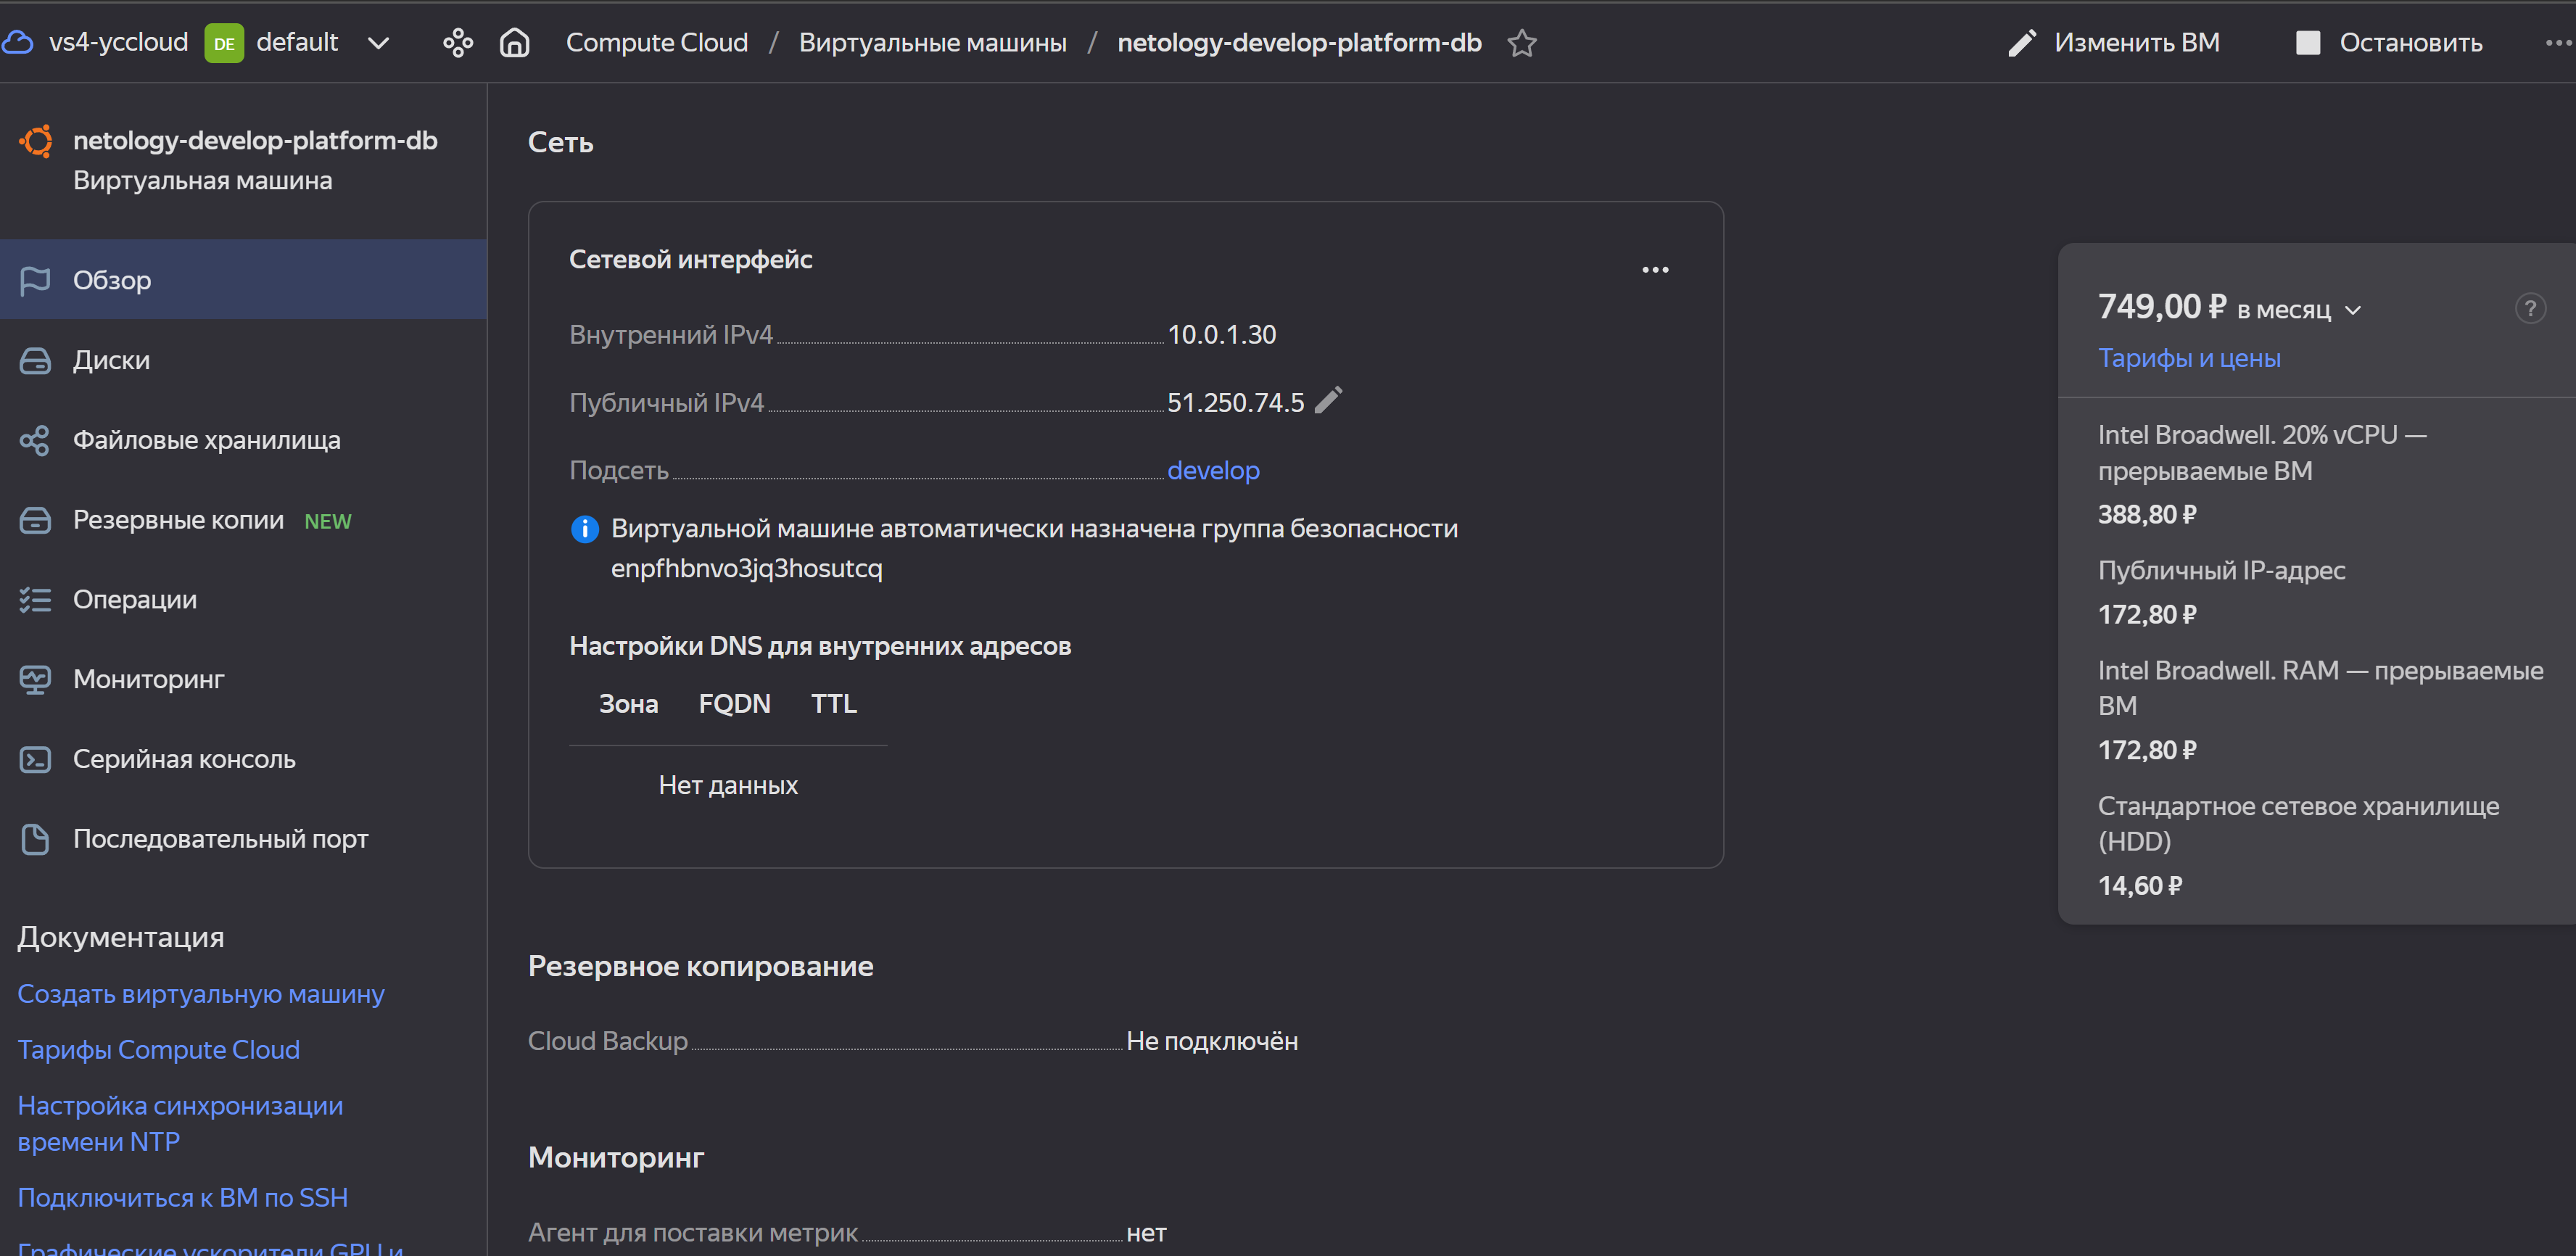 vs4-yccloud DE default Compute Cloud / Виртуальные машины / netology-develop-platform-db Изменить ВМ Остановить
netology-develop-platform-db
Виртуальная машина
Обзор
Диски
Файловые хранилища
Резервные копии NEW
Операции
Мониторинг
Серийная консоль
Последовательный порт
Документация
Создать виртуальную машину
Тарифы Compute Cloud
Настройка синхронизации
времени NTP
Подключиться к ВМ по SSH
Графические ускорители GPU и
Сеть
Сетевой интерфейс
Внутренний IPv4 10.0.1.30
Публичный IPv4 51.250.74.5
Подсеть develop
Виртуальной машине автоматически назначена группа безопасности
enpfhbnvo3jq3hosutcq
Настройки DNS для внутренних адресов
Зона FQDN TTL
Нет данных
Резервное копирование
Cloud Backup Не подключён
Мониторинг
Агент для поставки метрик нет
749,00 ₽ в месяц ?
Тарифы и цены
Intel Broadwell. 20% vCPU —
прерываемые ВМ
388,80 ₽
Публичный IP-адрес
172,80 ₽
Intel Broadwell. RAM — прерываемые
ВМ
172,80 ₽
Стандартное сетевое хранилище
(HDD)
14,60 ₽